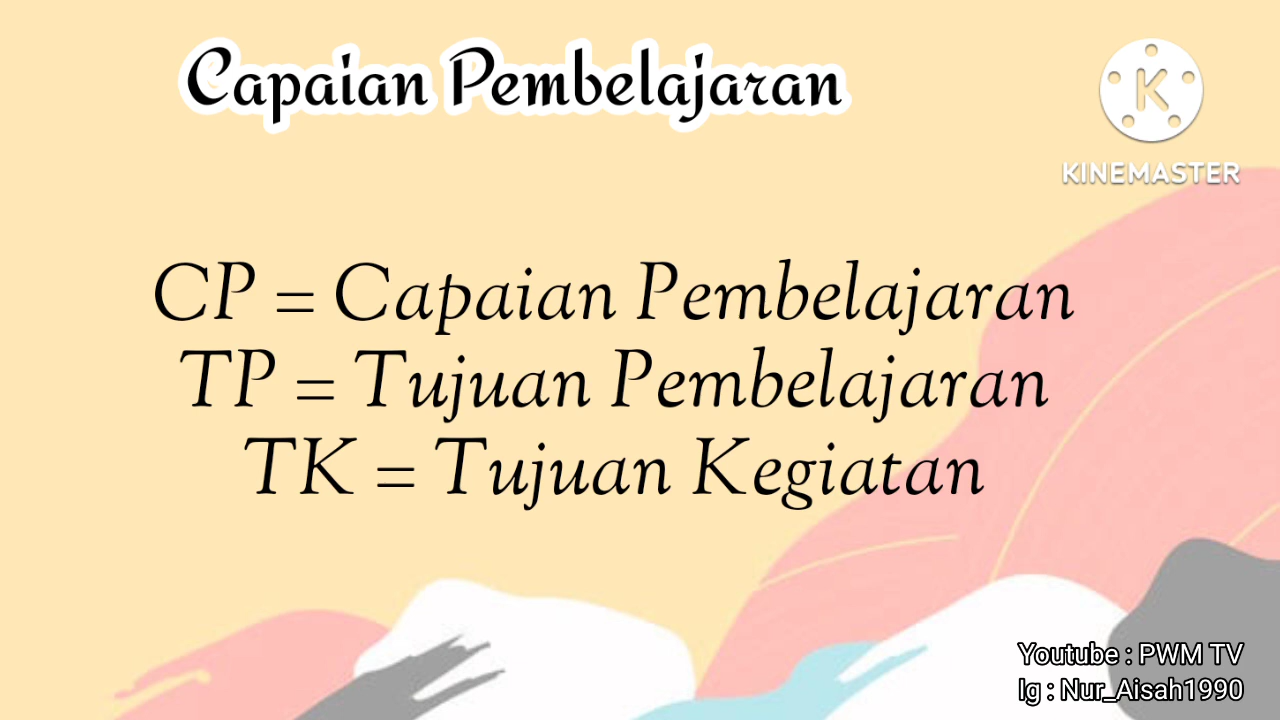 Capaian Pembelajaran
K
KINEMASTER
CP = Capaian Pembelajaran
TP = Tujuan Pembelajaran
TK = Tujuan Kegiatan
Youtube : PWM TV
Ig : Nur_Aisah1990